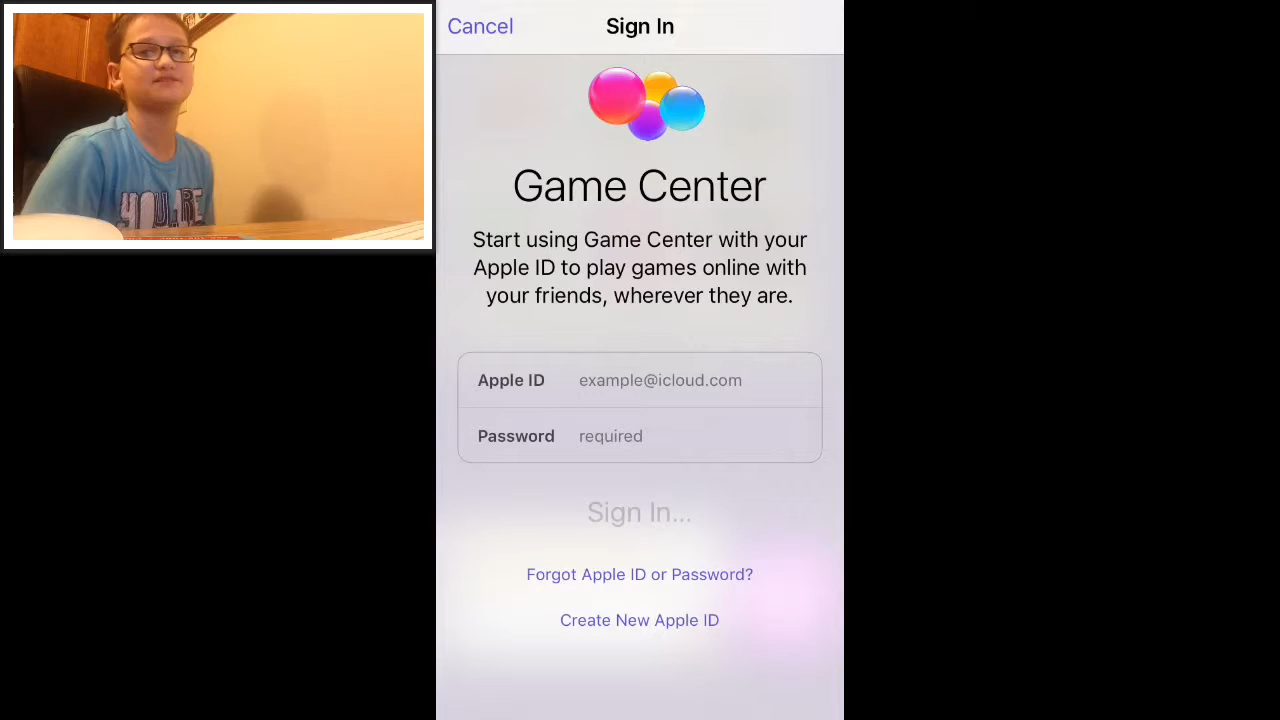 Cancel
Sign In
YOU.RE
Game Center
Start using Game Center with your
Apple ID to play games online with
your friends, wherever they are.
Apple ID example@icloud.com
Password required
Sign In...
Forgot Apple ID or Password?
Create New Apple ID